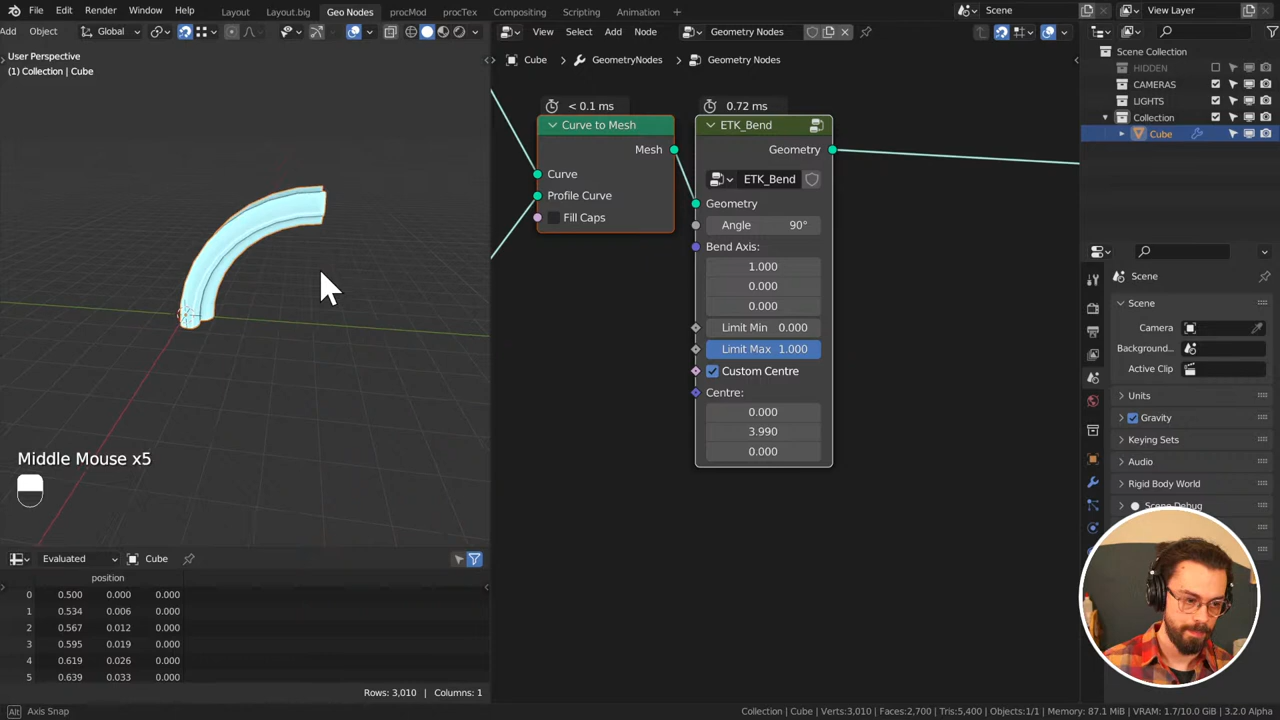 File Edit Render Window Help Layout Layout.big Geo Nodes procMod procTex Compositing Scripting Animation + Scene View Layer
Add Object Global View Select Add Node Geometry Nodes
User Perspective
(1) Collection | Cube
Cube > GeometryNodes > Geometry Nodes
< 0.1 ms
Curve to Mesh
Mesh
Curve
Profile Curve
Fill Caps
0.72 ms
ETK_Bend
Geometry
ETK_Bend
Geometry
Angle 90°
Bend Axis:
1.000
0.000
0.000
Limit Min 0.000
Limit Max 1.000
Custom Centre
Centre:
0.000
3.990
0.000
Scene Collection
HIDDEN
CAMERAS
LIGHTS
Collection
Cube
Scene
Scene
Camera
Background...
Active Clip
Units
Gravity
Keying Sets
Audio
Rigid Body World
Scene Debug
Middle Mouse x5
Evaluated Cube
position
0 0.500 0.000 0.000
1 0.534 0.006 0.000
2 0.567 0.012 0.000
3 0.595 0.019 0.000
4 0.619 0.026 0.000
5 0.639 0.033 0.000
Rows: 3,010 | Columns: 1
Alt Axis Snap
Collection | Cube | Verts:3,010 | Faces:2,700 | Tris:5,400 | Objects:1/1 | Memory: 87.1 MiB | VRAM: 1.7/10.0 GiB | 3.2.0 Alpha